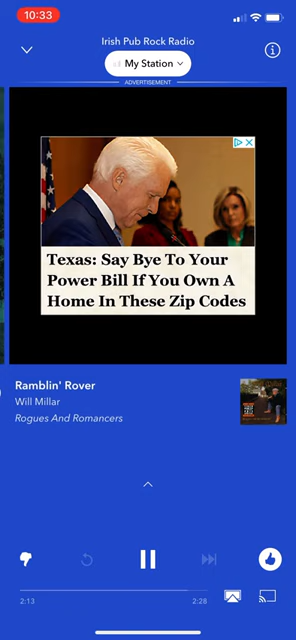 10:33
Irish Pub Rock Radio
My Station
ADVERTISEMENT
Texas: Say Bye To Your
Power Bill If You Own A
Home In These Zip Codes
Ramblin' Rover
Will Millar
Rogues And Romancers
2:13
2:28